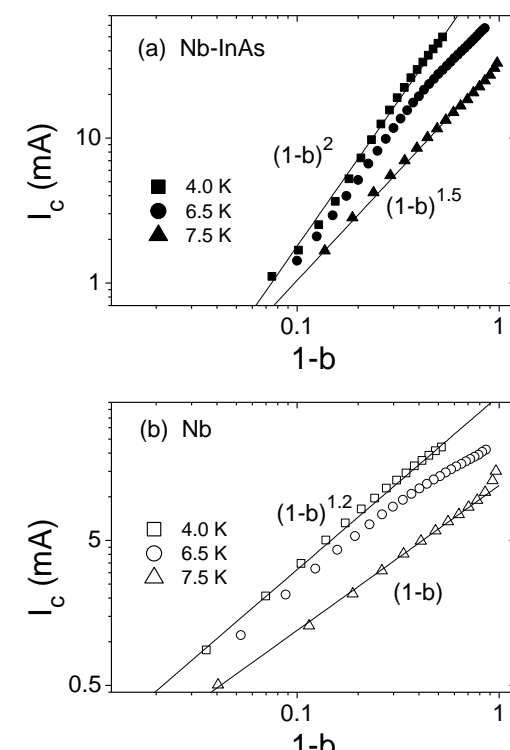 (a) Nb-InAs
10
(1-b)^2
4.0 K
6.5 K
7.5 K
(1-b)^1.5
1
I_c (mA)
0.1
1
1-b
(b) Nb
(1-b)^1.2
5
4.0 K
6.5 K
7.5 K
(1-b)
0.5
I_c (mA)
0.1
1
1-b